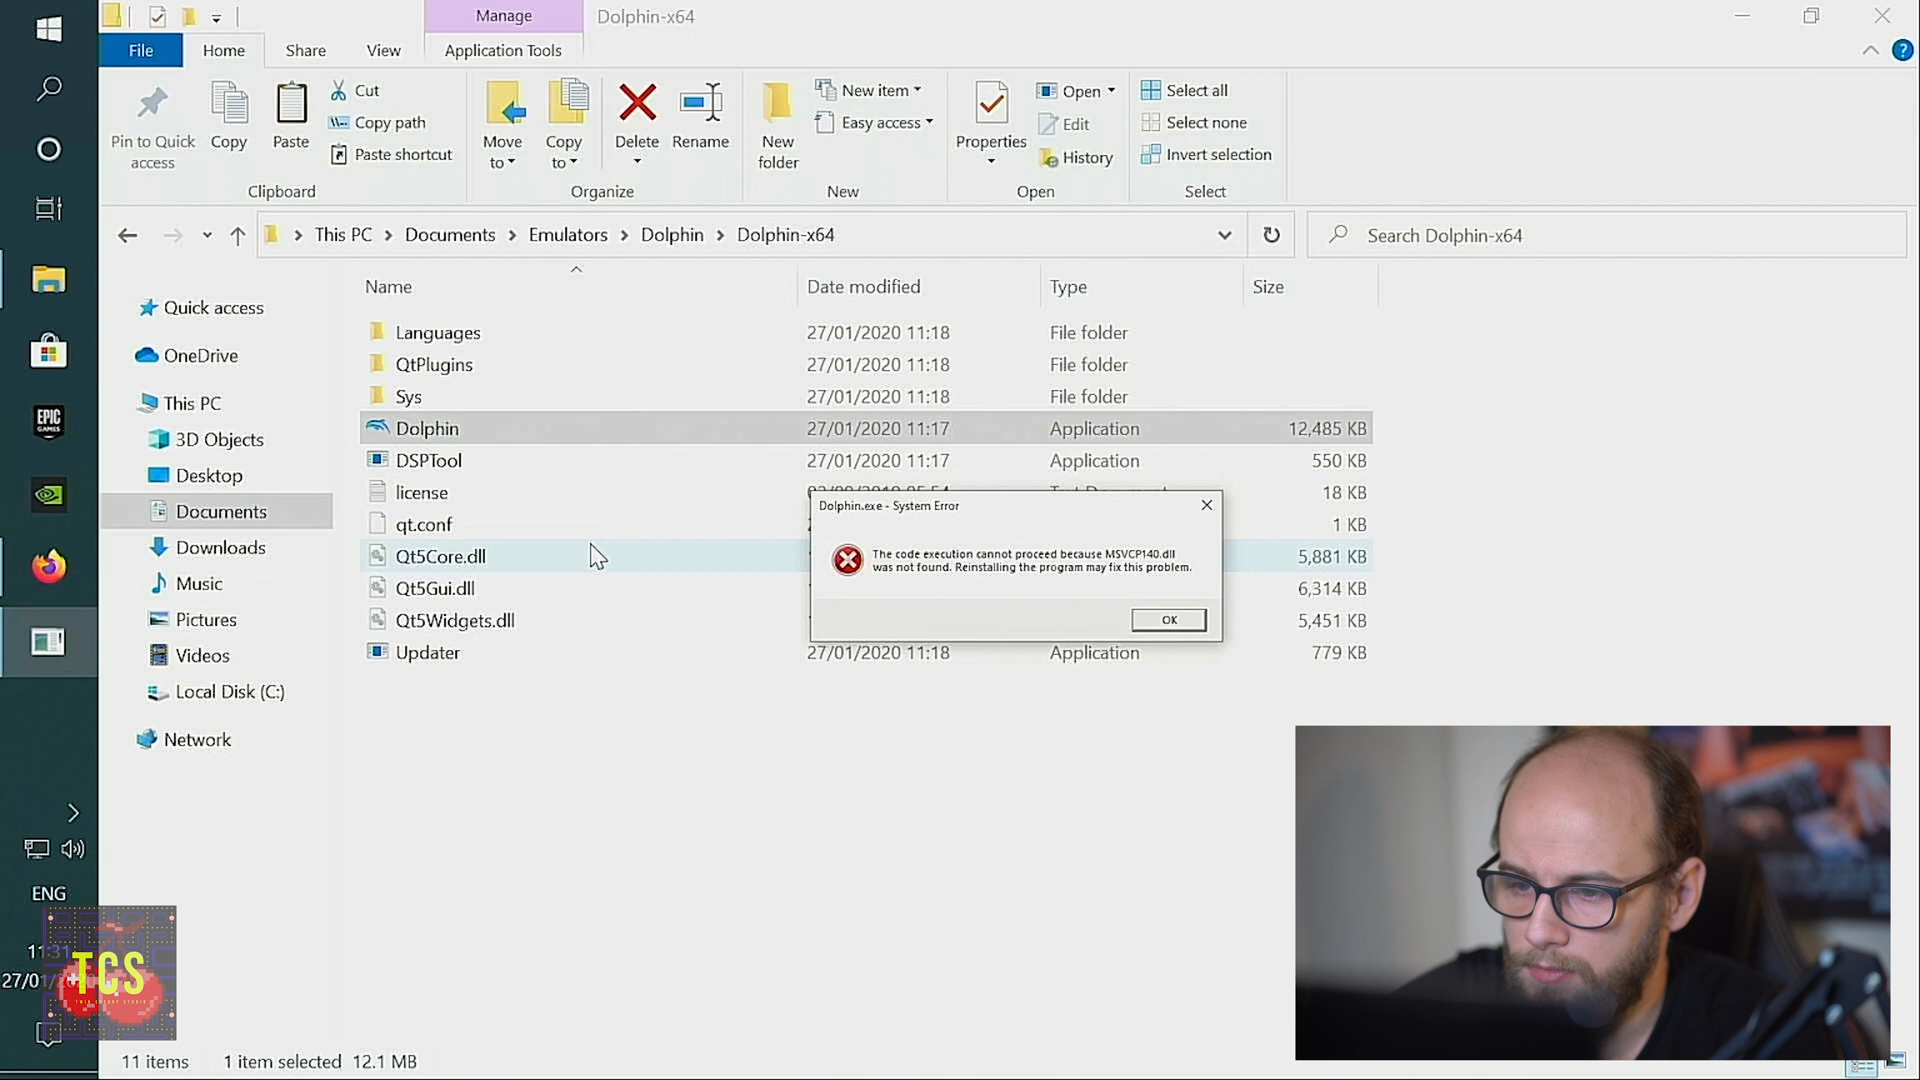 Manage
Dolphin-x64
File
Home
Share
View
Application Tools
Pin to Quick
access
Copy
Paste
Cut
Copy path
Paste shortcut
Clipboard
Move
to
Copy
to
Delete
Rename
Organize
New
folder
New item
Easy access
New
Properties
Open
Edit
History
Open
Select all
Select none
Invert selection
Select
This PC
Documents
Emulators
Dolphin
Dolphin-x64
Search Dolphin-x64
Name
Date modified
Type
Size
Quick access
OneDrive
This PC
3D Objects
Desktop
Documents
Downloads
Music
Pictures
Videos
Local Disk (C:)
Network
Languages 27/01/2020 11:18 File folder
QtPlugins 27/01/2020 11:18 File folder
Sys 27/01/2020 11:18 File folder
Dolphin 27/01/2020 11:17 Application 12,485 KB
DSPTool 27/01/2020 11:17 Application 550 KB
license 18 KB
qt.conf 1 KB
Qt5Core.dll 5,881 KB
Qt5Gui.dll 6,314 KB
Qt5Widgets.dll 5,451 KB
Updater 27/01/2020 11:18 Application 779 KB
Dolphin.exe - System Error
The code execution cannot proceed because MSVCP140.dll
was not found. Reinstalling the program may fix this problem.
OK
EPIC
GAMES
ENG
11:31
27/01/
TCS
11 items
1 item selected 12.1 MB